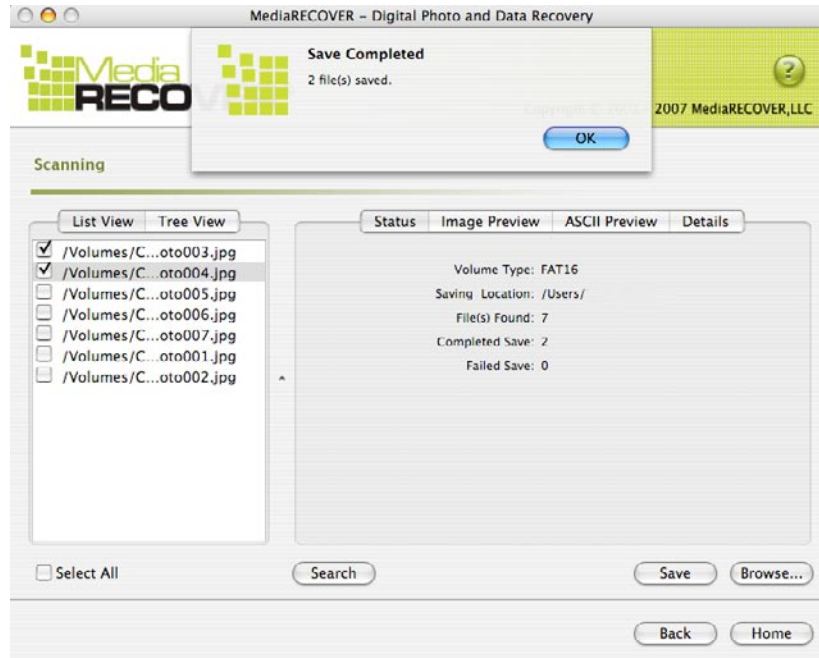 MediaRECOVER – Digital Photo and Data Recovery
Media
RECOV
Save Completed
2 file(s) saved.
OK
?
2007 MediaRECOVER,LLC
Scanning
List View Tree View
Status Image Preview ASCII Preview Details
/Volumes/C...oto003.jpg
/Volumes/C...oto004.jpg
/Volumes/C...oto005.jpg
/Volumes/C...oto006.jpg
/Volumes/C...oto007.jpg
/Volumes/C...oto001.jpg
/Volumes/C...oto002.jpg
Volume Type: FAT16
Saving Location: /Users/
File(s) Found: 7
Completed Save: 2
Failed Save: 0
Select All
Search
Save
Browse...
Back
Home